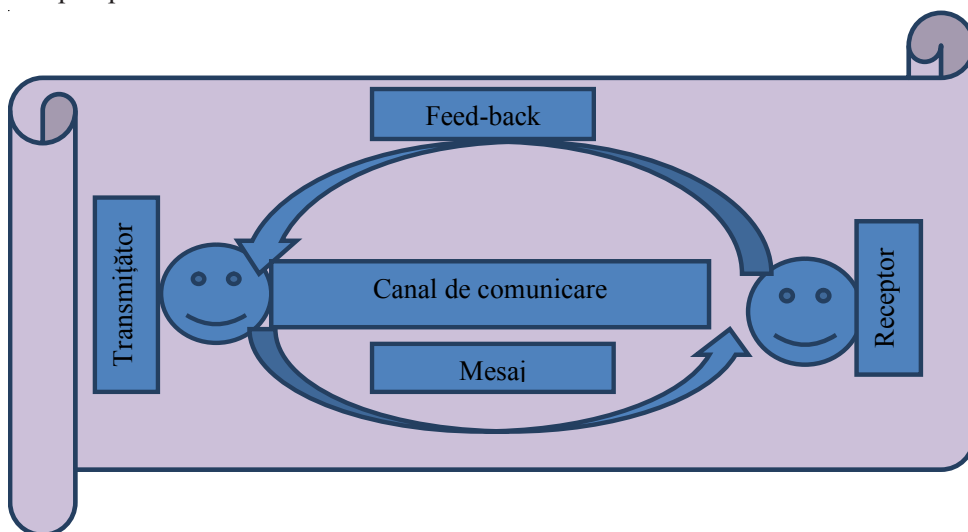 Feed-back
Transmițător
Canal de comunicare
Receptor
Mesaj